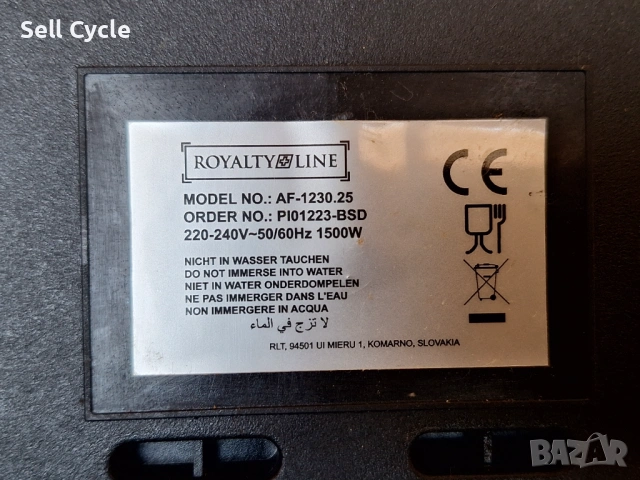 Sell Cycle
ROYALTY LINE
MODEL NO.: AF-1230.25
ORDER NO.: PI01223-BSD
220-240V~50/60Hz 1500W
NICHT IN WASSER TAUCHEN
DO NOT IMMERSE INTO WATER
NIET IN WATER ONDERDOMPELEN
NE PAS IMMERGER DANS L'EAU
NON IMMERGERE IN ACQUA
لا تزج في الماء
RLT, 94501 UI MIERU 1, KOMARNO, SLOVAKIA
CE
BAZAR